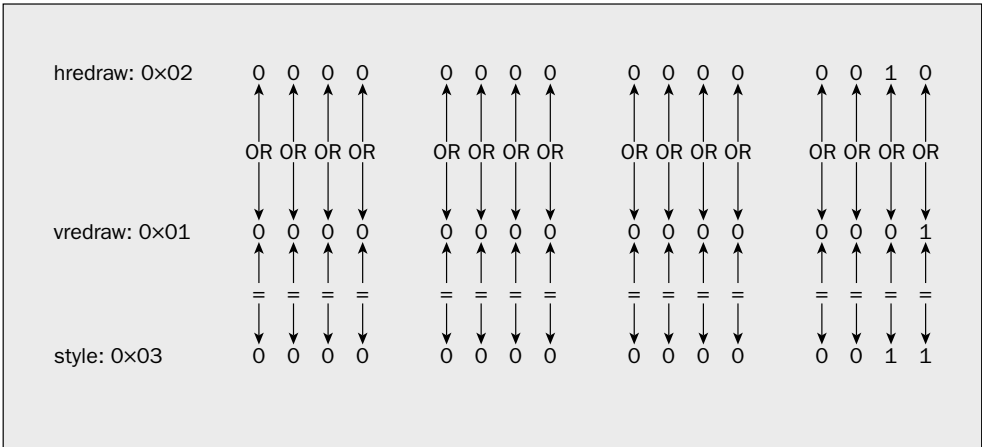 hredraw: 0×02 0 0 0 0 0 0 0 0 0 0 0 0 0 0 1 0
OR OR OR OR OR OR OR OR OR OR OR OR OR OR OR OR
vredraw: 0×01 0 0 0 0 0 0 0 0 0 0 0 0 0 0 0 1
= = = = = = = = = = = = = = = =
style: 0×03 0 0 0 0 0 0 0 0 0 0 0 0 0 0 1 1